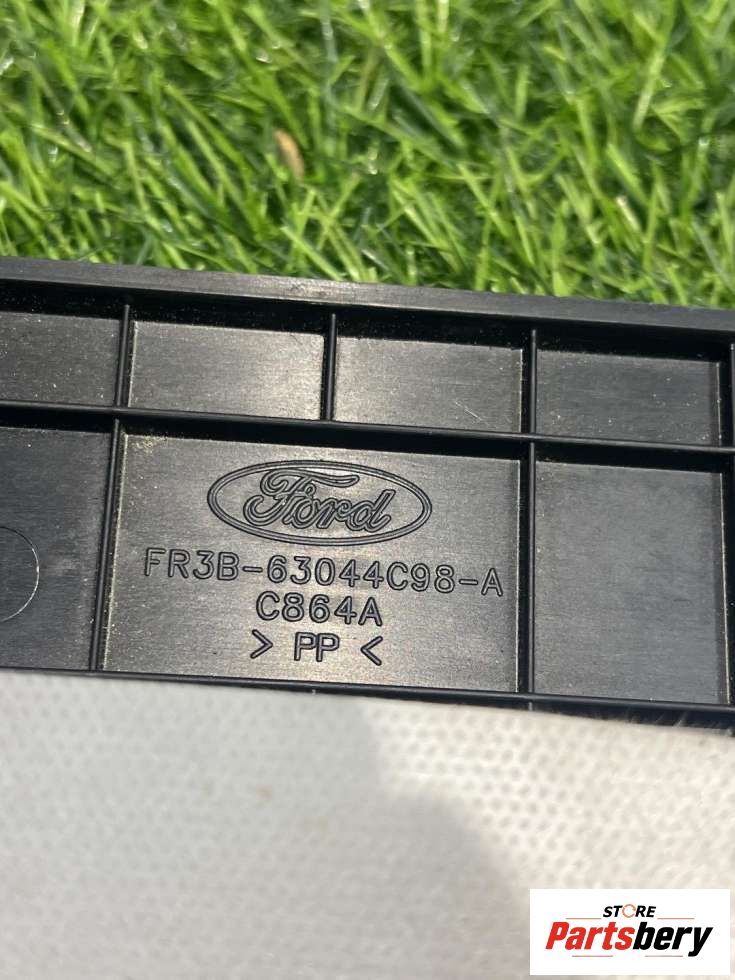 Ford
FR3B-63044C98-A
C864A
> PP <
STORE
Partsbery